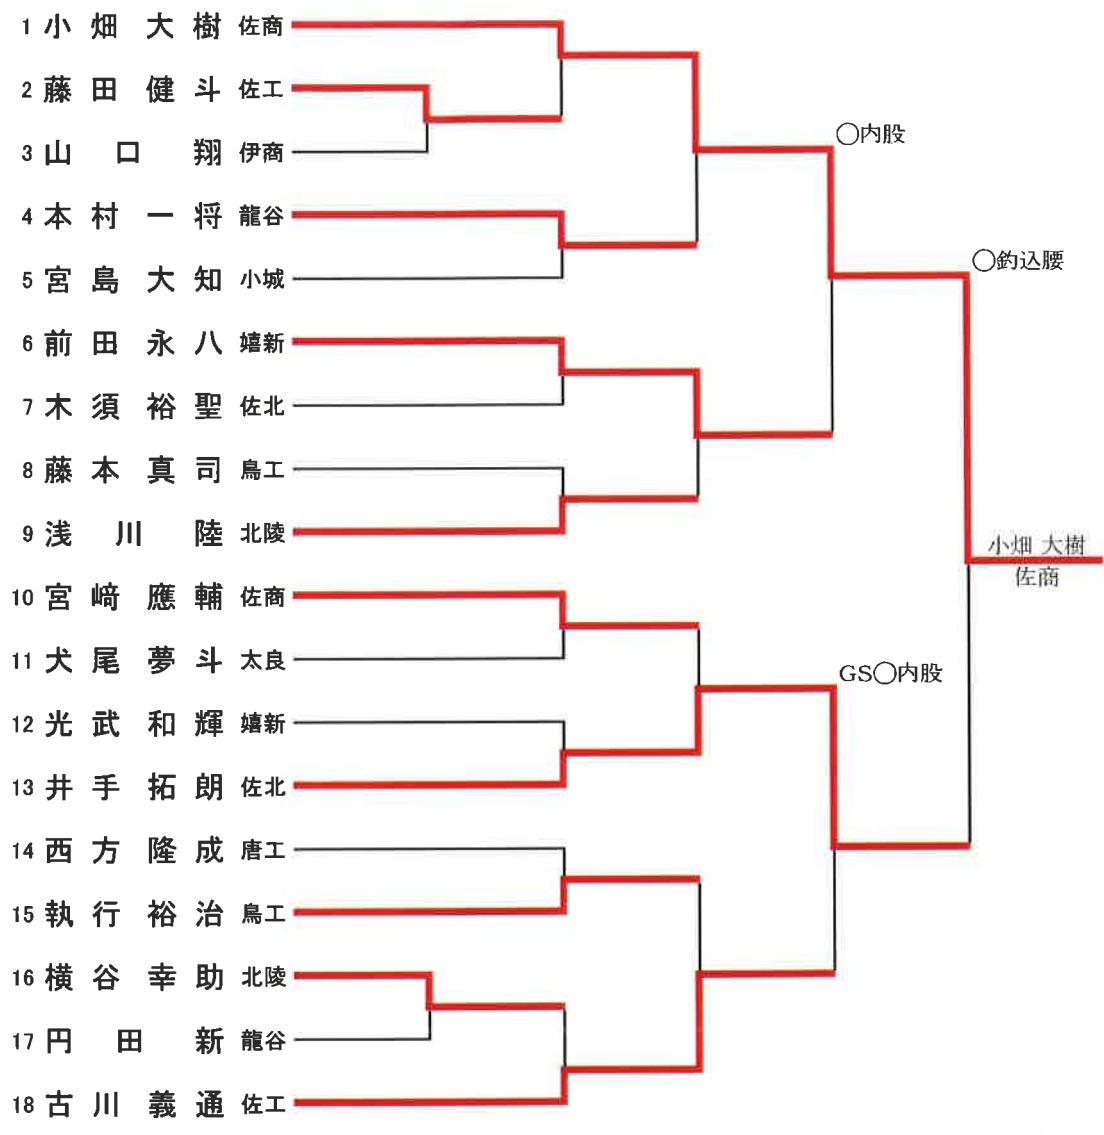 1 小畑大樹 佐商
2 藤田健斗 佐工
3 山口翔 伊商
4 本村一将 龍谷
5 宮島大知 小城
6 前田永八 嬉新
7 木須裕聖 佐北
8 藤本真司 鳥工
9 浅川陸 北陵
10 宮﨑應輔 佐商
11 犬尾夢斗 太良
12 光武和輝 嬉新
13 井手拓朗 佐北
14 西方隆成 唐工
15 執行裕治 鳥工
16 横谷幸助 北陵
17 円田新 龍谷
18 古川義通 佐工
○内股
○釣込腰
小畑 大樹
佐商
GS○内股